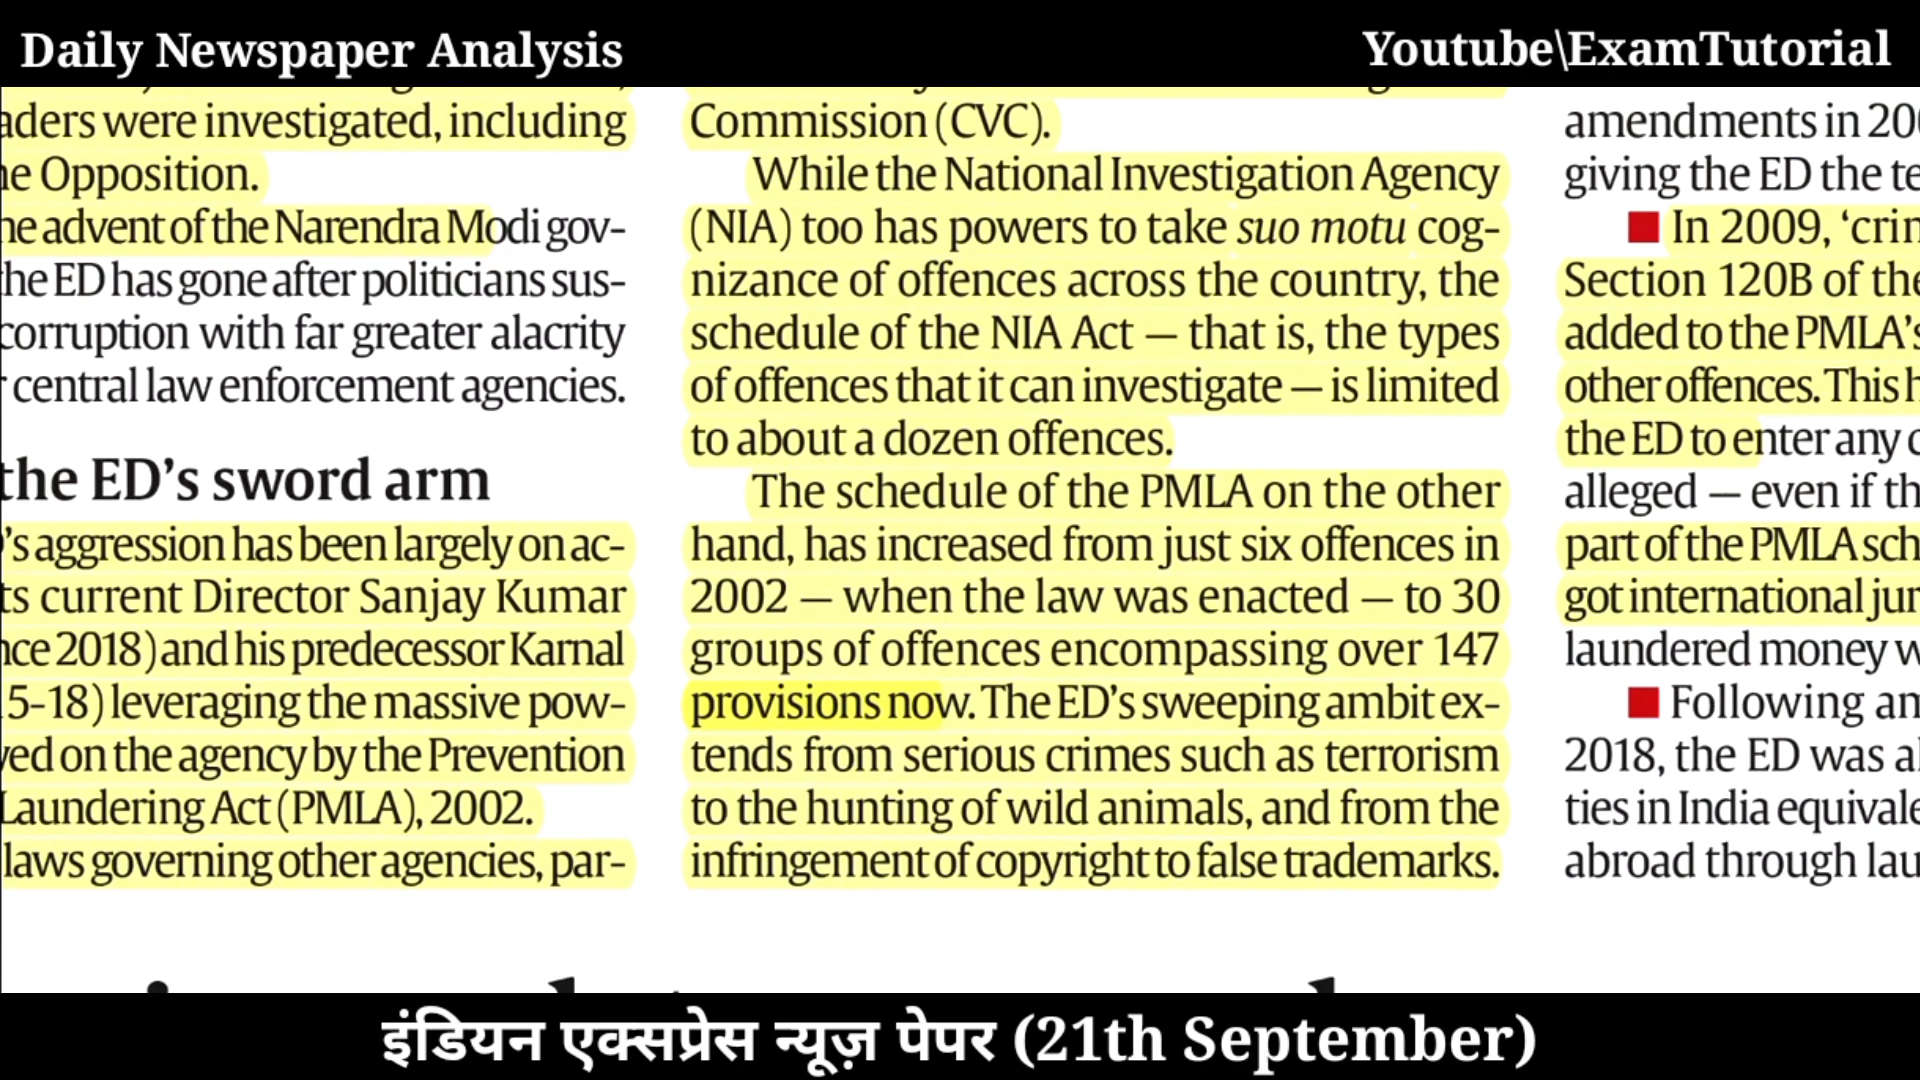 Daily Newspaper Analysis
Youtube\ExamTutorial
aders were investigated, including
he Opposition.
he advent of the Narendra Modi gov-
the ED has gone after politicians sus-
corruption with far greater alacrity
r central law enforcement agencies.
the ED's sword arm
's aggression has been largely on ac-
ts current Director Sanjay Kumar
nce 2018) and his predecessor Karnal
15-18) leveraging the massive pow-
ved on the agency by the Prevention
Laundering Act (PMLA), 2002.
laws governing other agencies, par-
Commission (CVC).
While the National Investigation Agency
(NIA) too has powers to take suo motu cog-
nizance of offences across the country, the
schedule of the NIA Act — that is, the types
of offences that it can investigate — is limited
to about a dozen offences.
The schedule of the PMLA on the other
hand, has increased from just six offences in
2002 — when the law was enacted — to 30
groups of offences encompassing over 147
provisions now. The ED's sweeping ambit ex-
tends from serious crimes such as terrorism
to the hunting of wild animals, and from the
infringement of copyright to false trademarks.
amendments in 20
giving the ED the te
■ In 2009, 'crin
Section 120B of the
added to the PMLA's
other offences. This h
the ED to enter any c
alleged — even if th
part of the PMLA sch
got international jur
laundered money w
■ Following am
2018, the ED was al
ties in India equivale
abroad through lau
इंडियन एक्सप्रेस न्यूज़ पेपर (21th September)